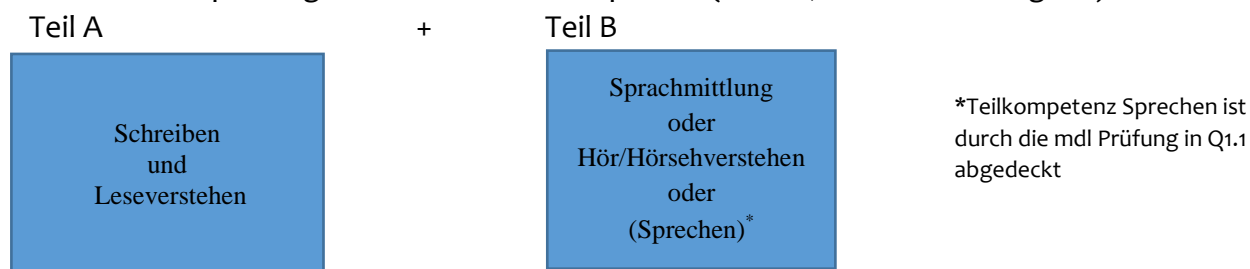 Teil A + Teil B
Schreiben
und
Leseverstehen
Sprachmittlung
oder
Hör/Hörsehverstehen
oder
(Sprechen)*
*Teilkompetenz Sprechen ist
durch die mdl Prüfung in Q1.1
abgedeckt